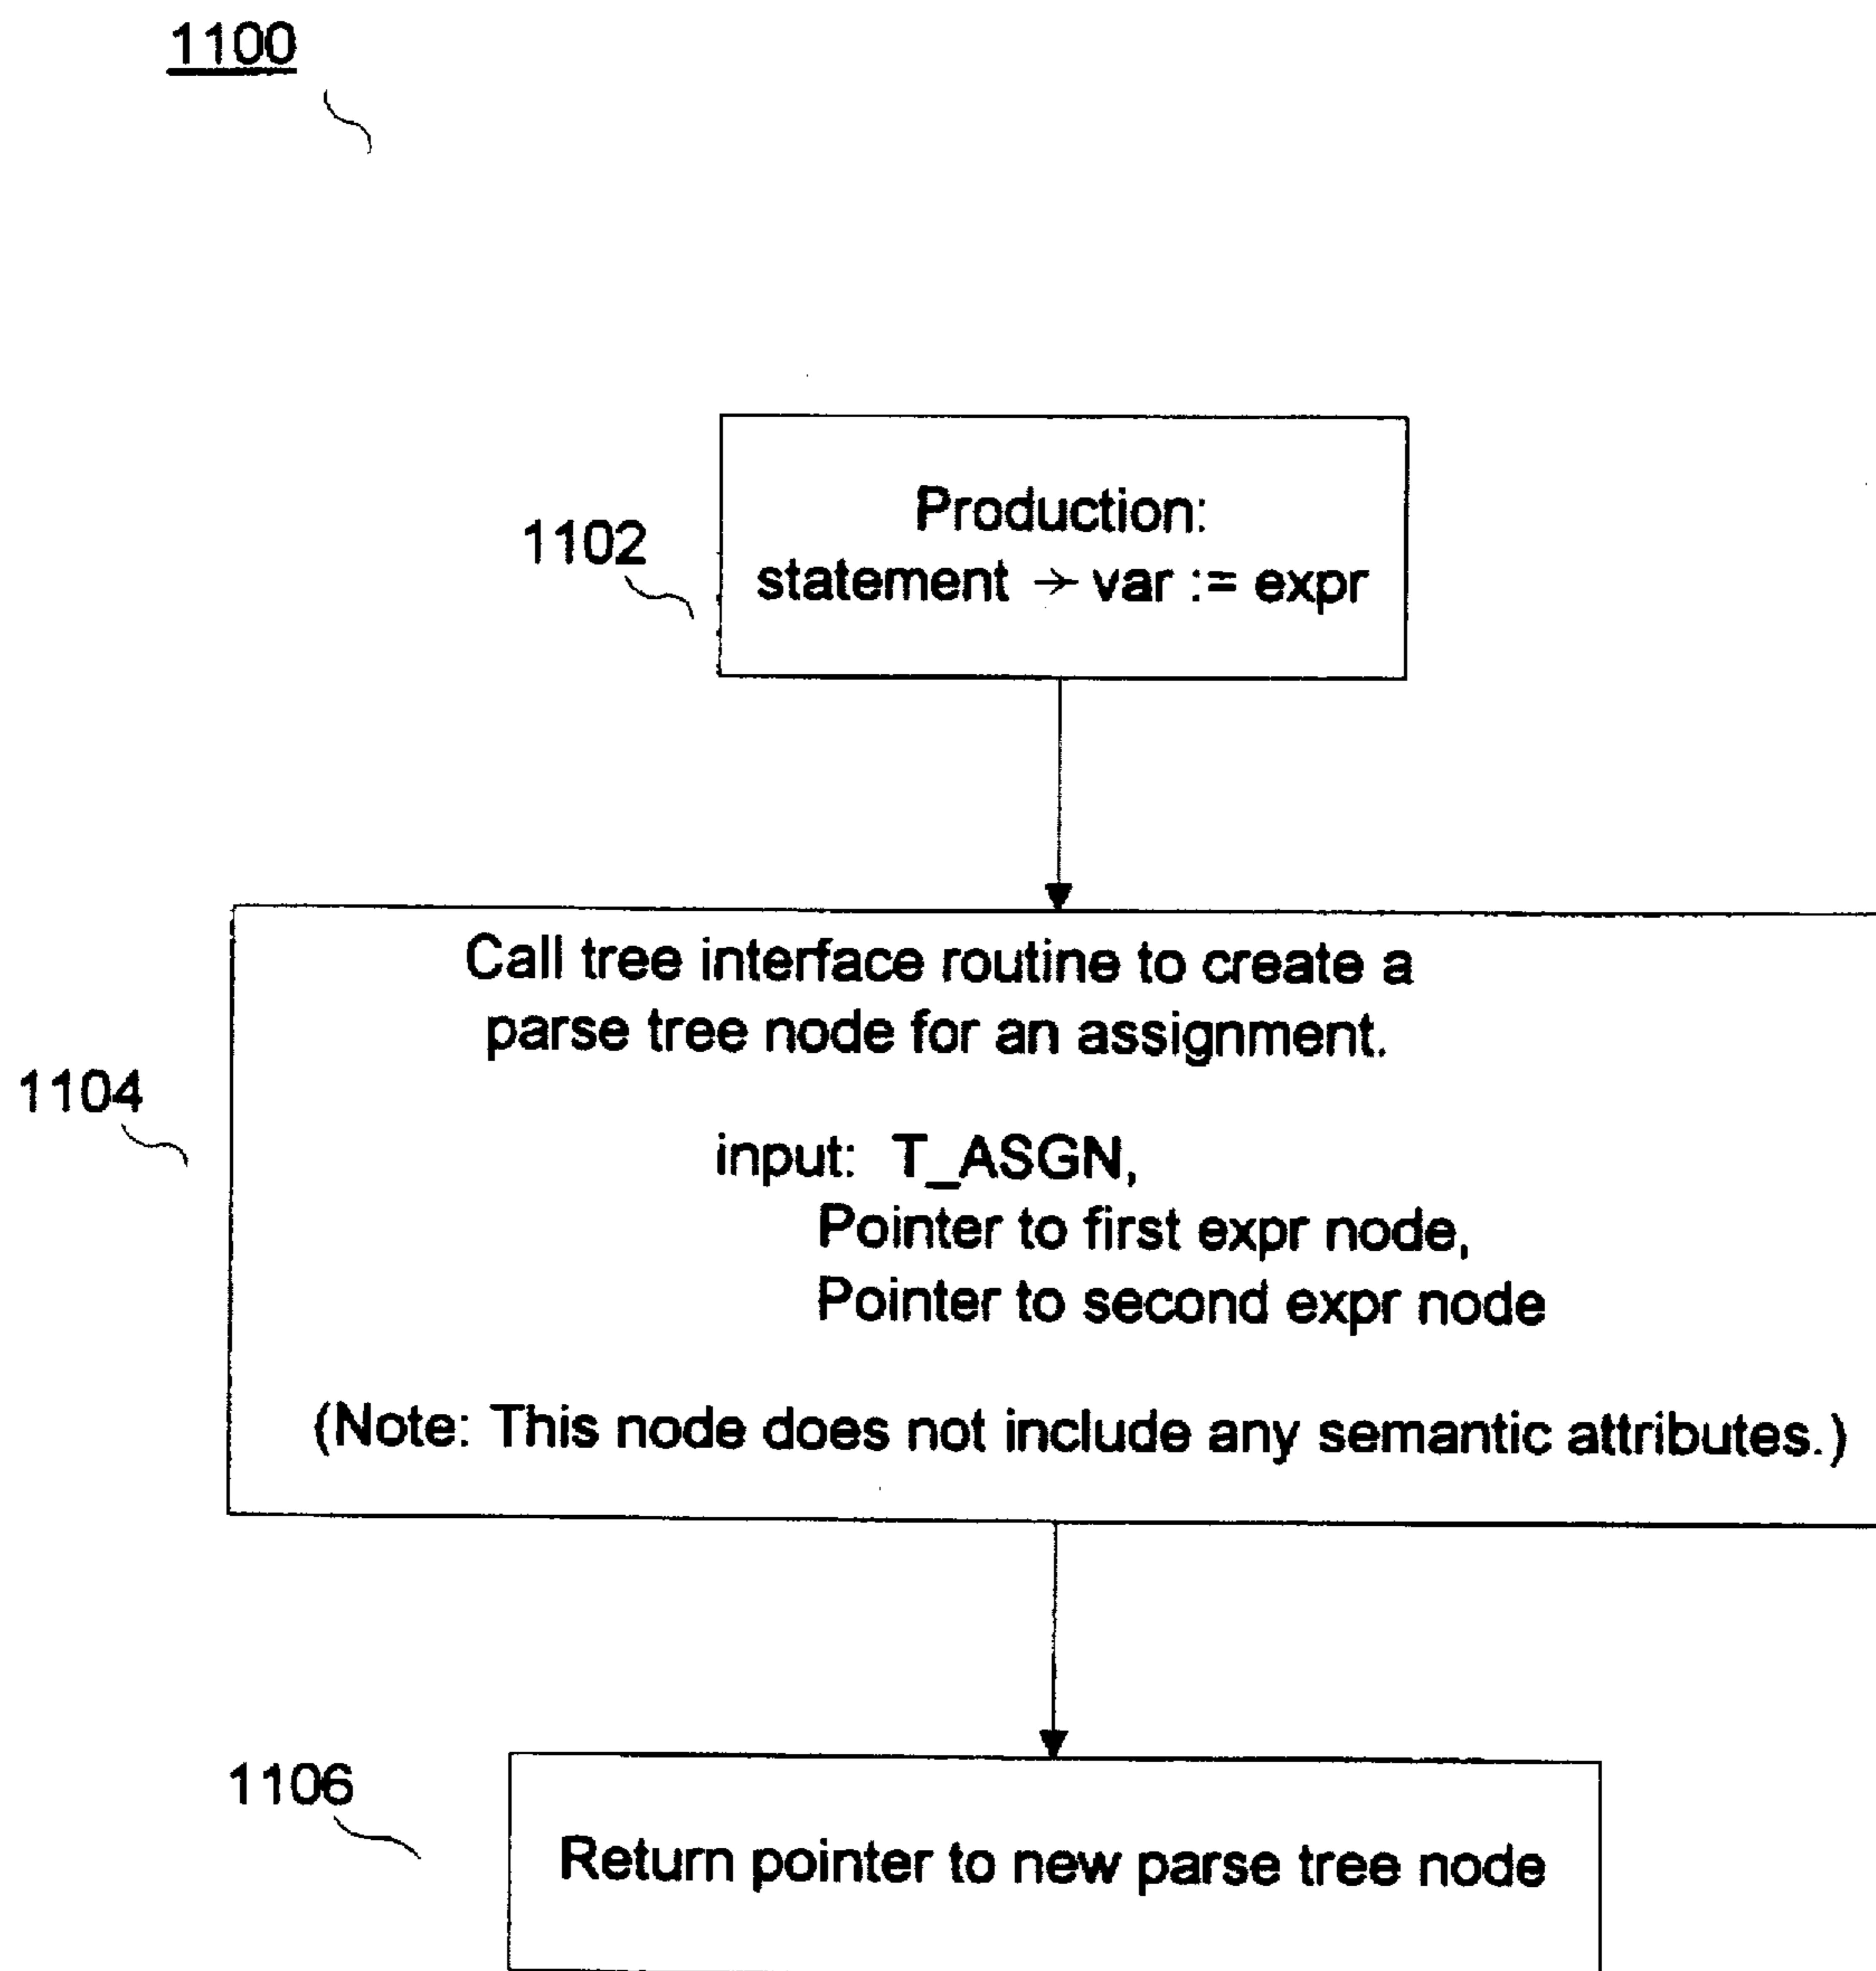 1100
1102
Production:
statement → var := expr
1104
Call tree interface routine to create a
parse tree node for an assignment.
input: T_ASGN,
Pointer to first expr node,
Pointer to second expr node
(Note: This node does not include any semantic attributes.)
1106
Return pointer to new parse tree node